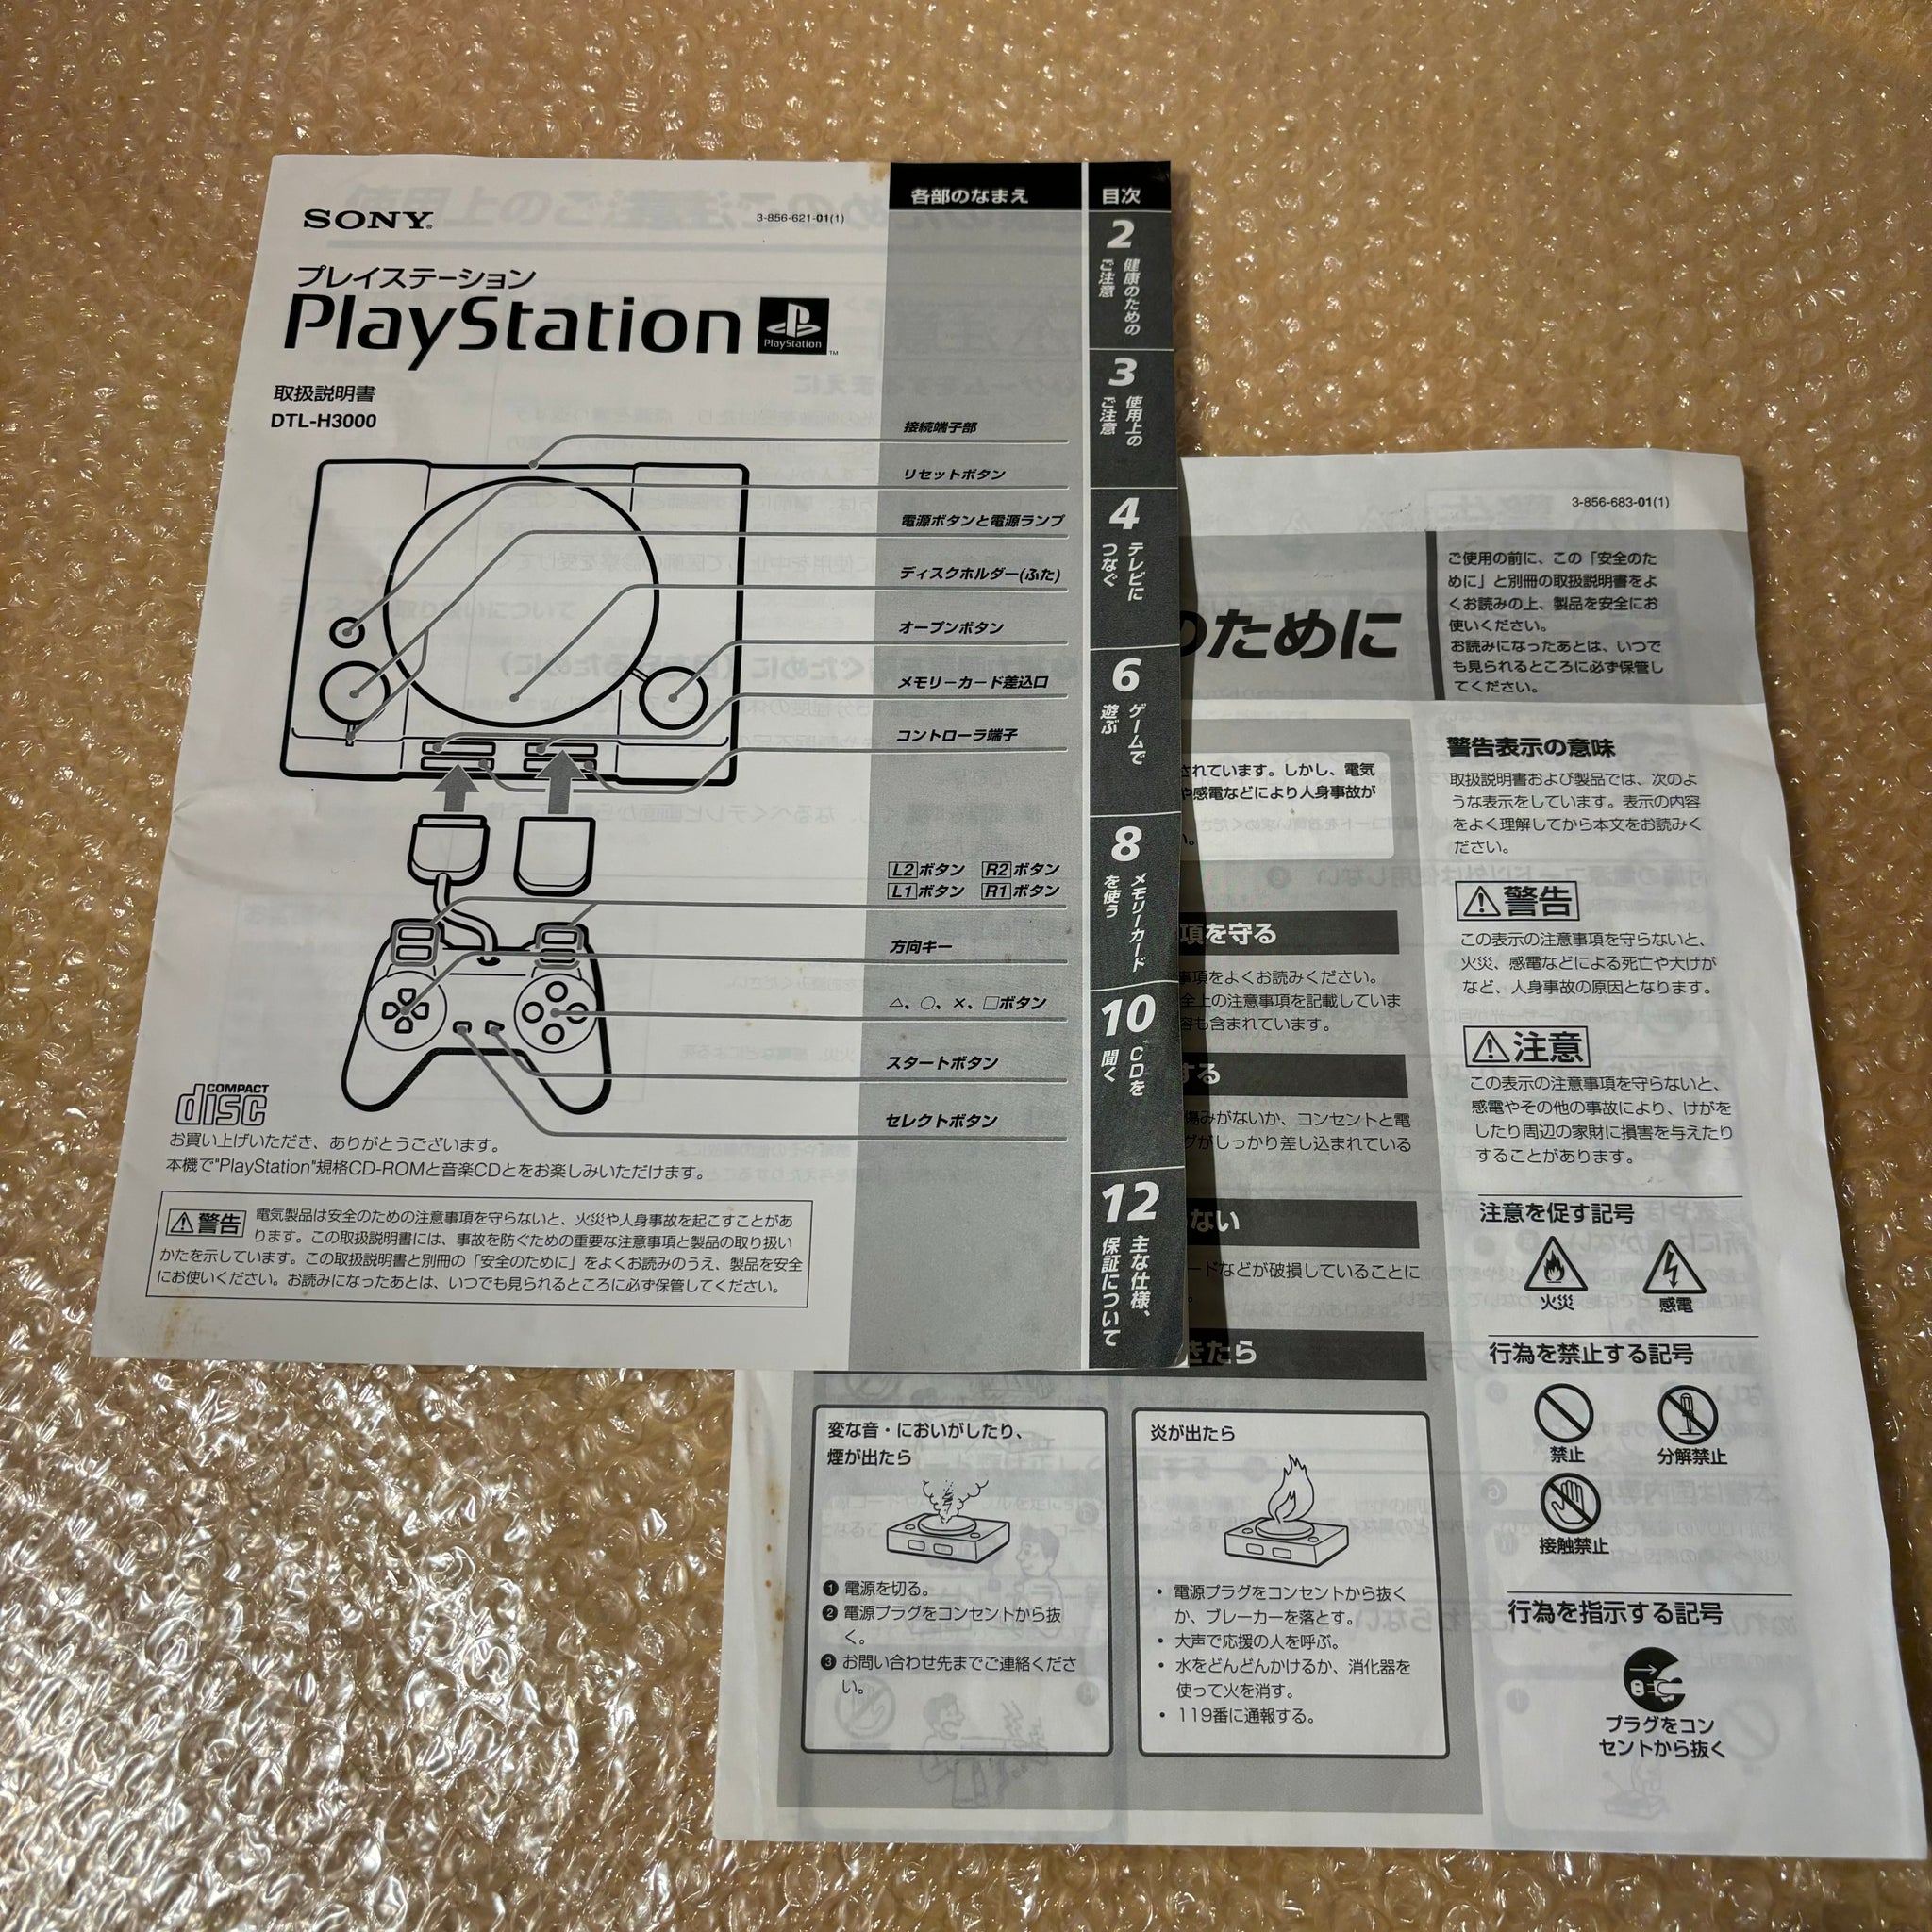 SONY®
3-856-621-01(1)
プレイステーション
PlayStation
PlayStation
TM
取扱説明書
DTL-H3000
各部のなまえ
接続端子部
リセットボタン
電源ボタンと電源ランプ
ディスクホルダー(ふた)
オープンボタン
メモリーカード差込口
コントローラ端子
L2ボタン R2ボタン
L1ボタン R1ボタン
方向キー
△、○、×、□ボタン
スタートボタン
セレクトボタン
COMPACT
disc
お買い上げいただき、ありがとうございます。
本機で"PlayStation"規格CD-ROMと音楽CDとをお楽しみいただけます。
警告 電気製品は安全のための注意事項を守らないと、火災や人身事故を起こすことがあ
ります。この取扱説明書には、事故を防ぐための重要な注意事項と製品の取り扱い
かたを示しています。この取扱説明書と別冊の「安全のために」をよくお読みのうえ、製品を安全
にお使いください。お読みになったあとは、いつでも見られるところに必ず保管してください。
目次
2
健康のための
ご注意
3
使用上の
ご注意
4
テレビに
つなぐ
6
ゲームで
遊ぶ
8
メモリーカード
を使う
10
CDを
聞く
12
主な仕様、
保証について
3-856-683-01(1)
のために
ご使用の前に、この「安全のた
めに」と別冊の取扱説明書をよ
くお読みの上、製品を安全にお
使いください。
お読みになったあとは、いつで
も見られるところに必ず保管し
てください。
されています。しかし、電気
や感電などにより人身事故が
い。
項を守る
事項をよくお読みください。
全上の注意事項を記載していま
容も含まれています。
する
傷みがないか、コンセントと電
グがしっかり差し込まれている
ない
ードなどが破損していることに
。
きたら
変な音・においがしたり、
煙が出たら
❶ 電源を切る。
❷ 電源プラグをコンセントから抜
く。
❸ お問い合わせ先までご連絡くださ
い。
炎が出たら
• 電源プラグをコンセントから抜く
か、ブレーカーを落とす。
• 大声で応援の人を呼ぶ。
• 水をどんどんかけるか、消化器を
使って火を消す。
• 119番に通報する。
警告表示の意味
取扱説明書および製品では、次のよ
うな表示をしています。表示の内容
をよく理解してから本文をお読みく
ださい。
警告
この表示の注意事項を守らないと、
火災、感電などによる死亡や大けが
など、人身事故の原因となります。
注意
この表示の注意事項を守らないと、
感電やその他の事故により、けがを
したり周辺の家財に損害を与えたり
することがあります。
注意を促す記号
火災 感電
行為を禁止する記号
禁止 分解禁止
接触禁止
行為を指示する記号
プラグをコン
セントから抜く